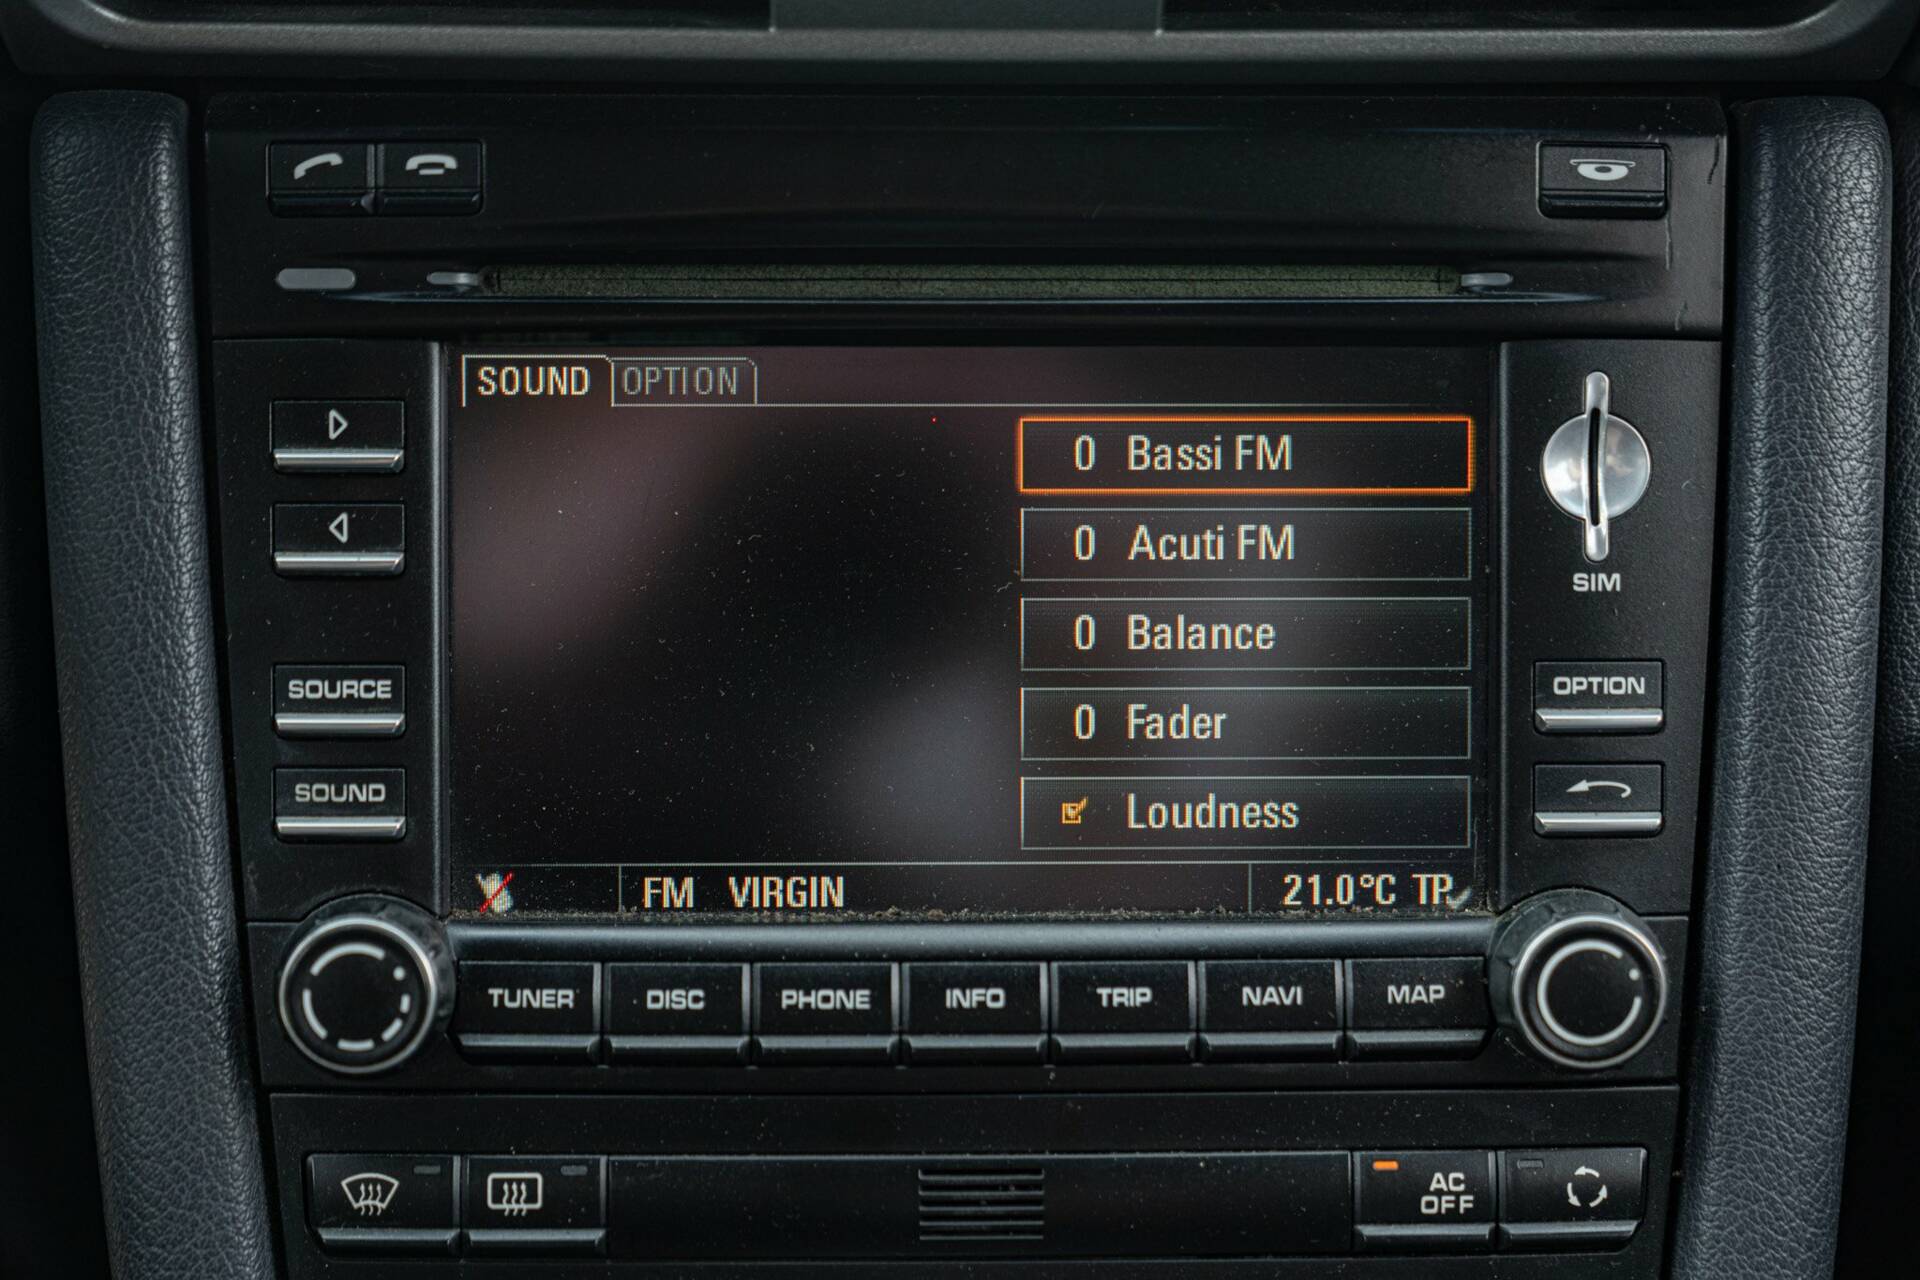 SOUND OPTION
0 Bassi FM
0 Acuti FM
0 Balance
0 Fader
Loudness
FM VIRGIN 21.0°C TP
SOURCE
SOUND
SIM
OPTION
TUNER DISC PHONE INFO TRIP NAVI MAP
AC
OFF